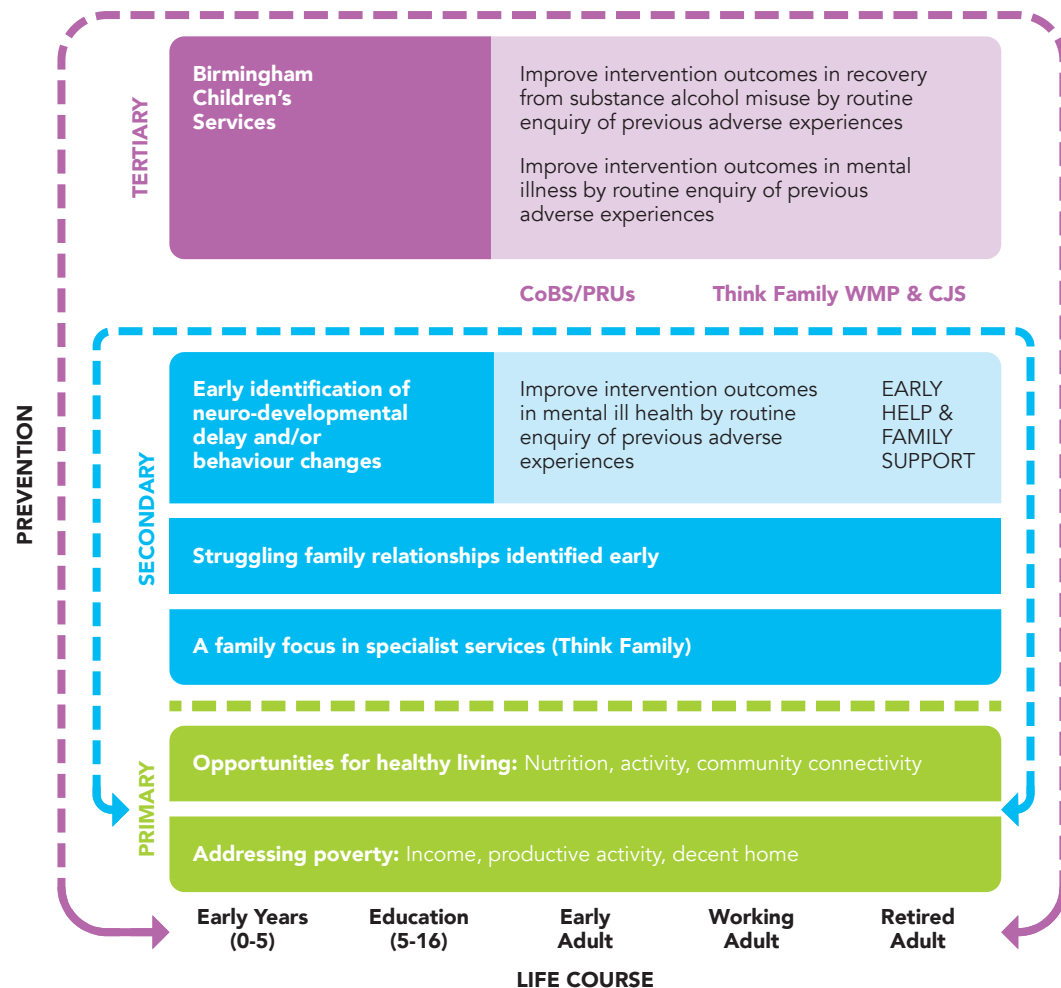 PREVENTION
TERTIARY
Birmingham
Children's
Services
Improve intervention outcomes in recovery
from substance alcohol misuse by routine
enquiry of previous adverse experiences
Improve intervention outcomes in mental
illness by routine enquiry of previous
adverse experiences
CoBS/PRUs
Think Family WMP & CJS
SECONDARY
Early identification of
neuro-developmental
delay and/or
behaviour changes
Improve intervention outcomes
in mental ill health by routine
enquiry of previous adverse
experiences
EARLY
HELP &
FAMILY
SUPPORT
Struggling family relationships identified early
A family focus in specialist services (Think Family)
PRIMARY
Opportunities for healthy living: Nutrition, activity, community connectivity
Addressing poverty: Income, productive activity, decent home
Early Years
(0-5)
Education
(5-16)
Early
Adult
Working
Adult
Retired
Adult
LIFE COURSE